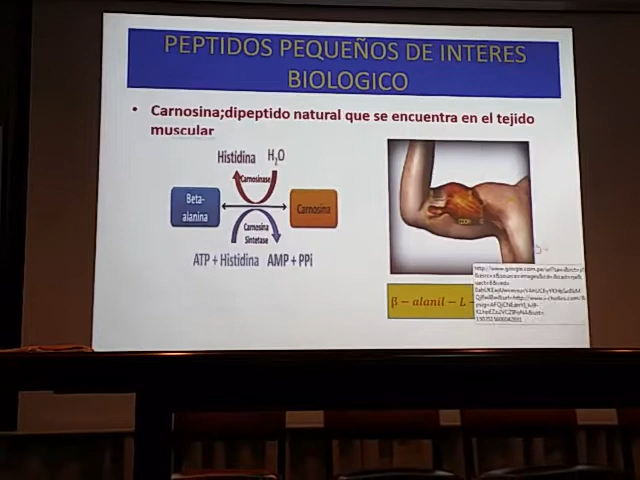 PEPTIDOS PEQUEÑOS DE INTERES
BIOLOGICO
• Carnosina;dipeptido natural que se encuentra en el tejido
muscular
Histidina H₂O
Carnosinasa
Beta-
alanina
Carnosina
Carnosina
Sintetasa
ATP + Histidina AMP + PPi
β − alanil − L −